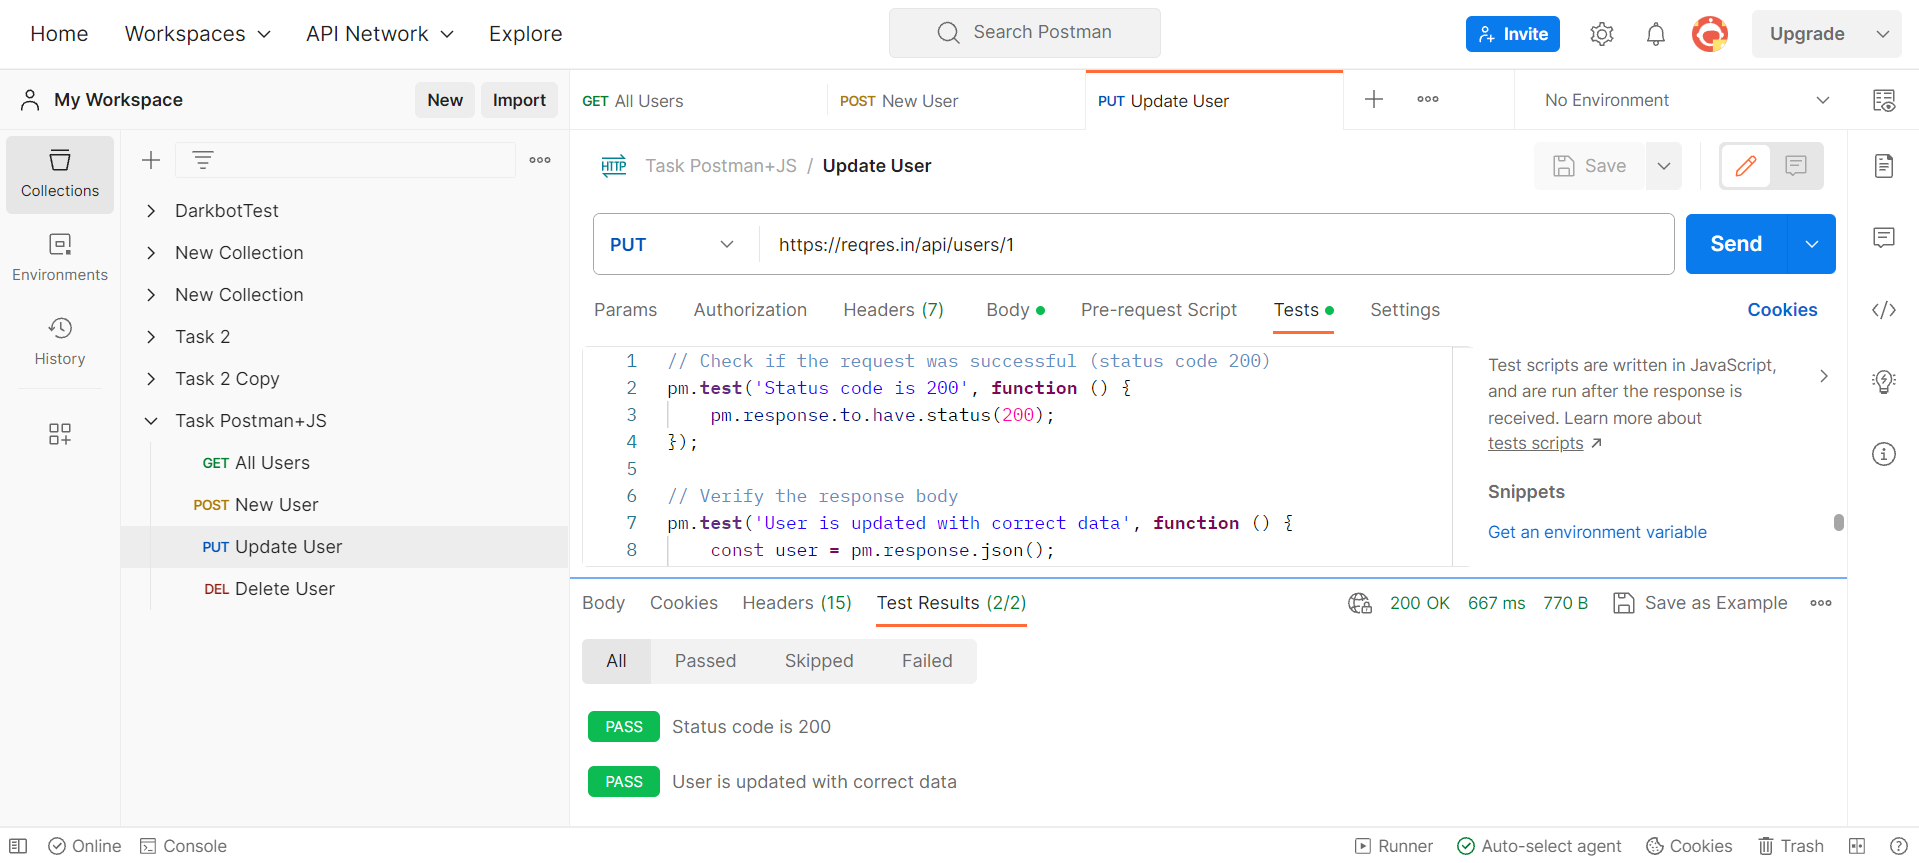 Home Workspaces API Network Explore Search Postman Invite Upgrade
My Workspace New Import GET All Users POST New User PUT Update User No Environment
Collections
Environments
History
DarkbotTest
New Collection
New Collection
Task 2
Task 2 Copy
Task Postman+JS
GET All Users
POST New User
PUT Update User
DEL Delete User
HTTP Task Postman+JS / Update User Save
PUT https://reqres.in/api/users/1 Send
Params Authorization Headers (7) Body Pre-request Script Tests Settings Cookies
1 // Check if the request was successful (status code 200)
2 pm.test('Status code is 200', function () {
3 pm.response.to.have.status(200);
4 });
5
6 // Verify the response body
7 pm.test('User is updated with correct data', function () {
8 const user = pm.response.json();
Test scripts are written in JavaScript,
and are run after the response is
received. Learn more about
tests scripts
Snippets
Get an environment variable
Body Cookies Headers (15) Test Results (2/2) 200 OK 667 ms 770 B Save as Example
All Passed Skipped Failed
PASS Status code is 200
PASS User is updated with correct data
Online Console Runner Auto-select agent Cookies Trash